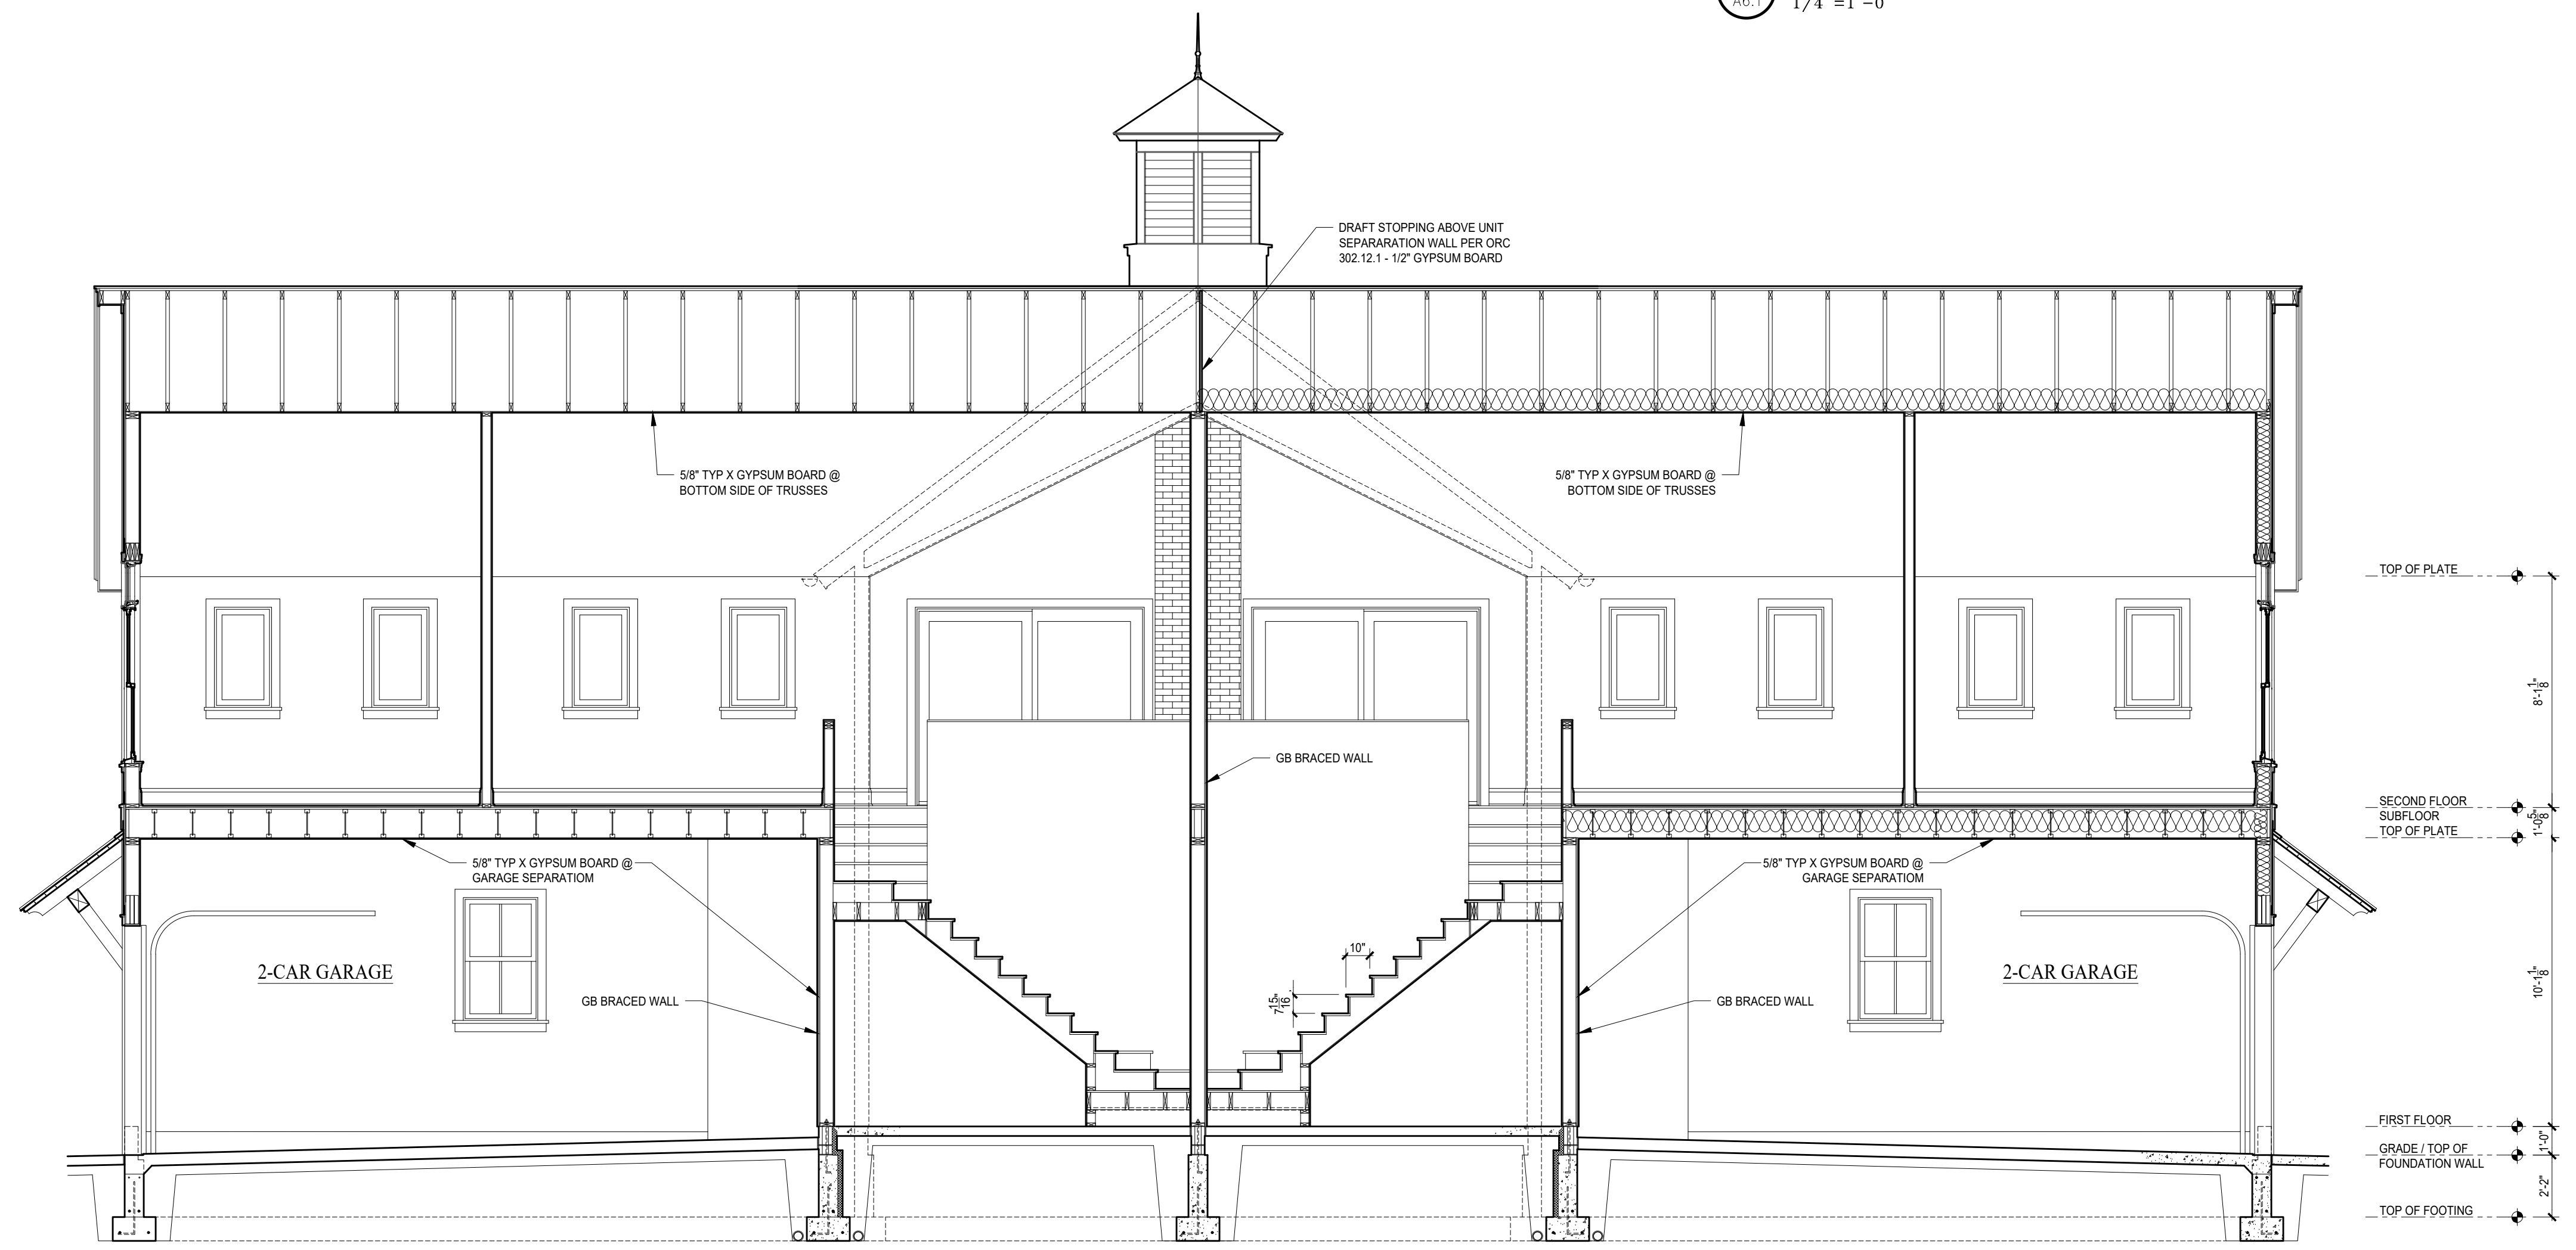 A6.1
1/4"=1'-0"
DRAFT STOPPING ABOVE UNIT
SEPARARATION WALL PER ORC
302.12.1 - 1/2" GYPSUM BOARD
5/8" TYP X GYPSUM BOARD @
BOTTOM SIDE OF TRUSSES
5/8" TYP X GYPSUM BOARD @
BOTTOM SIDE OF TRUSSES
TOP OF PLATE
8'-1 1/8"
GB BRACED WALL
SECOND FLOOR
SUBFLOOR
TOP OF PLATE
1'-0 5/8"
5/8" TYP X GYPSUM BOARD @
GARAGE SEPARATIOM
5/8" TYP X GYPSUM BOARD @
GARAGE SEPARATIOM
10"
2-CAR GARAGE
2-CAR GARAGE
7 15/16"
GB BRACED WALL
GB BRACED WALL
10'-1 1/8"
FIRST FLOOR
1'-0"
GRADE / TOP OF
FOUNDATION WALL
2'-2"
TOP OF FOOTING